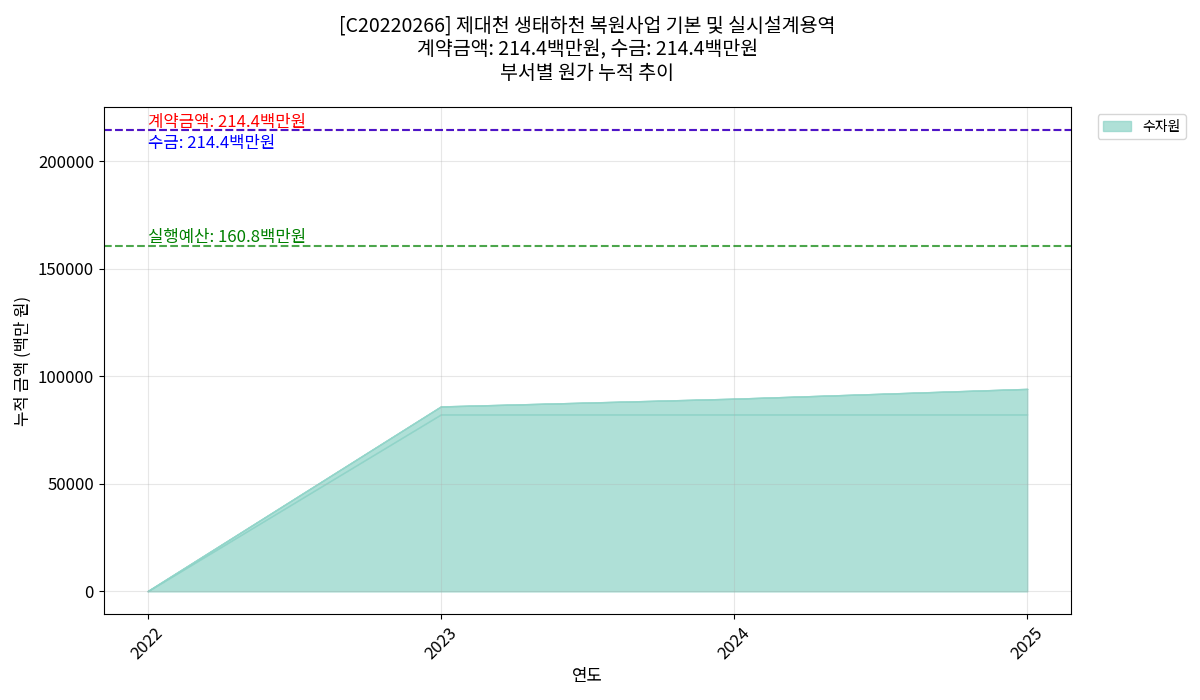 [C20220266] 제대천 생태하천 복원사업 기본 및 실시설계용역
계약금액: 214.4백만원, 수금: 214.4백만원
부서별 원가 누적 추이
계약금액: 214.4백만원
수금: 214.4백만원
수자원
200000
실행예산: 160.8백만원
150000
100000
50000
0
누적 금액 (백만 원)
2022
2023
2024
2025
연도